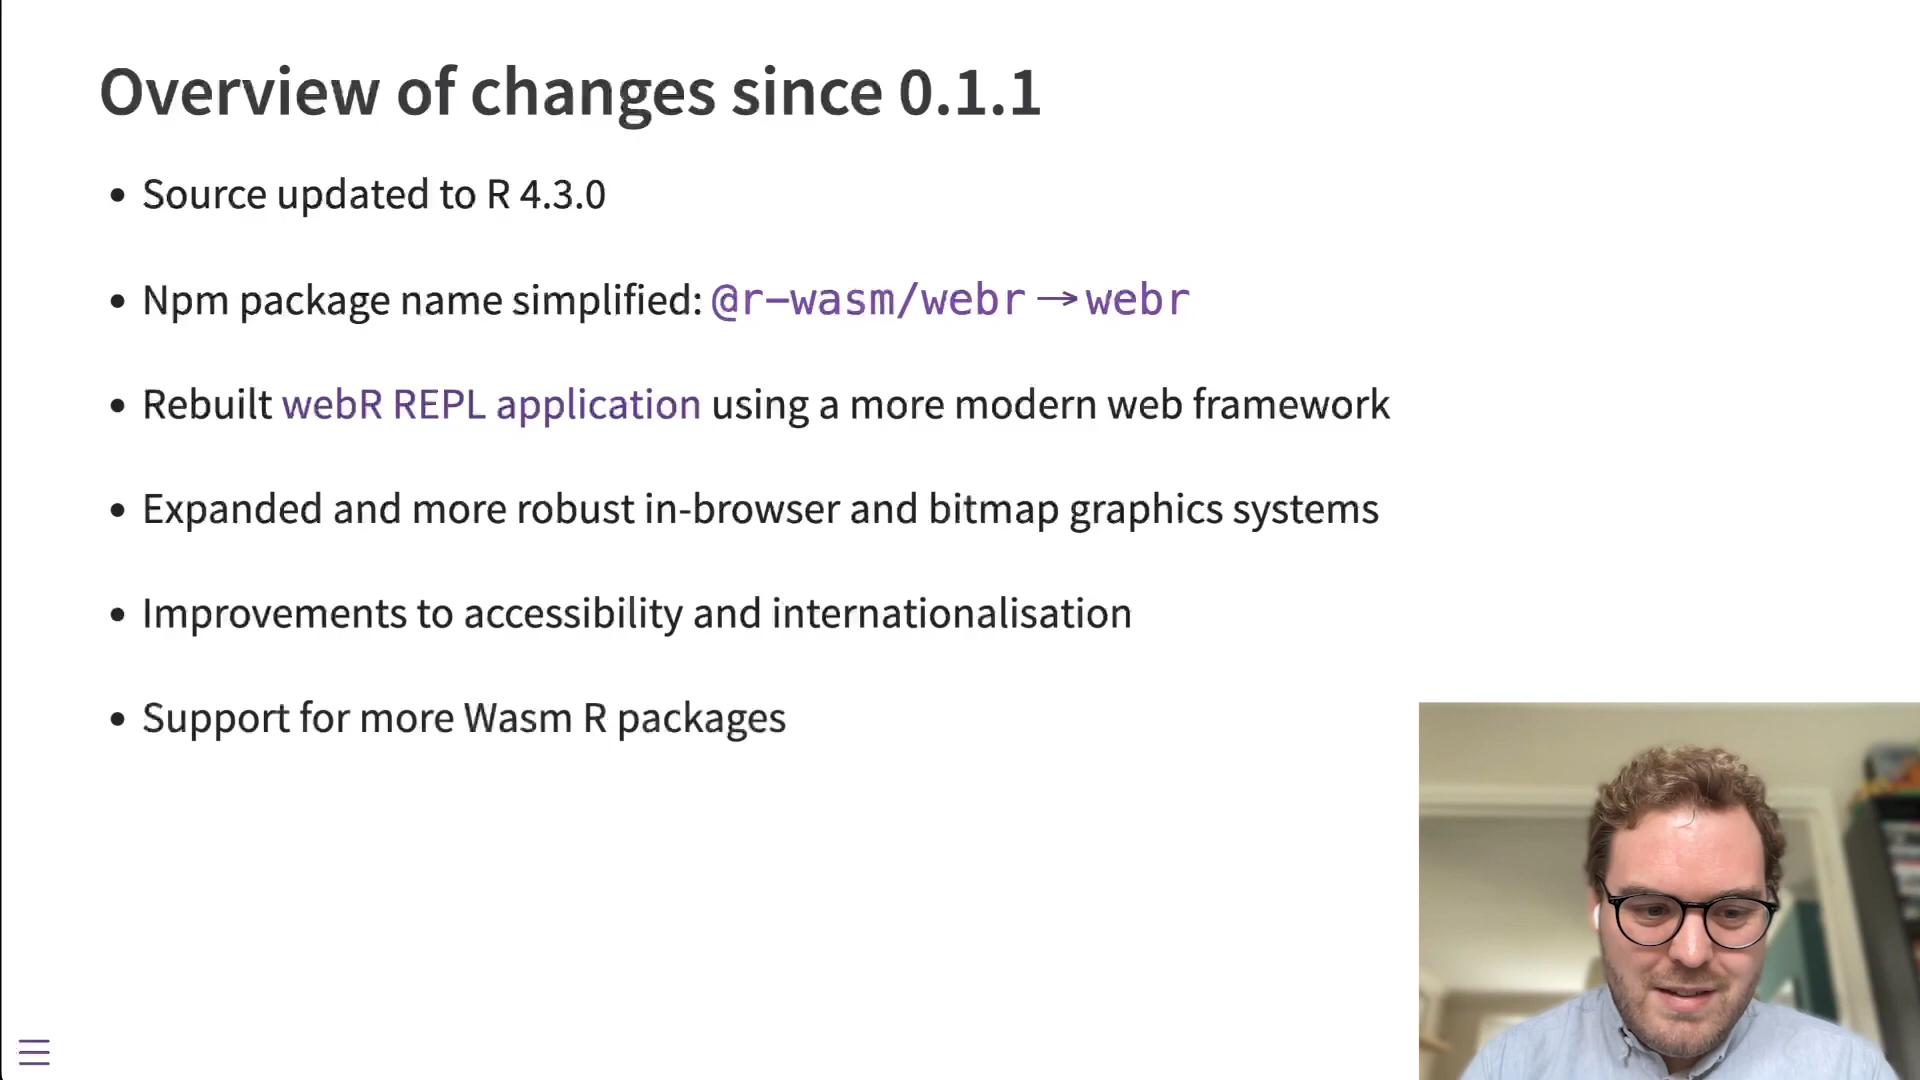 Overview of changes since 0.1.1
• Source updated to R 4.3.0
• Npm package name simplified: @r-wasm/webr → webr
• Rebuilt webR REPL application using a more modern web framework
• Expanded and more robust in-browser and bitmap graphics systems
• Improvements to accessibility and internationalisation
• Support for more Wasm R packages